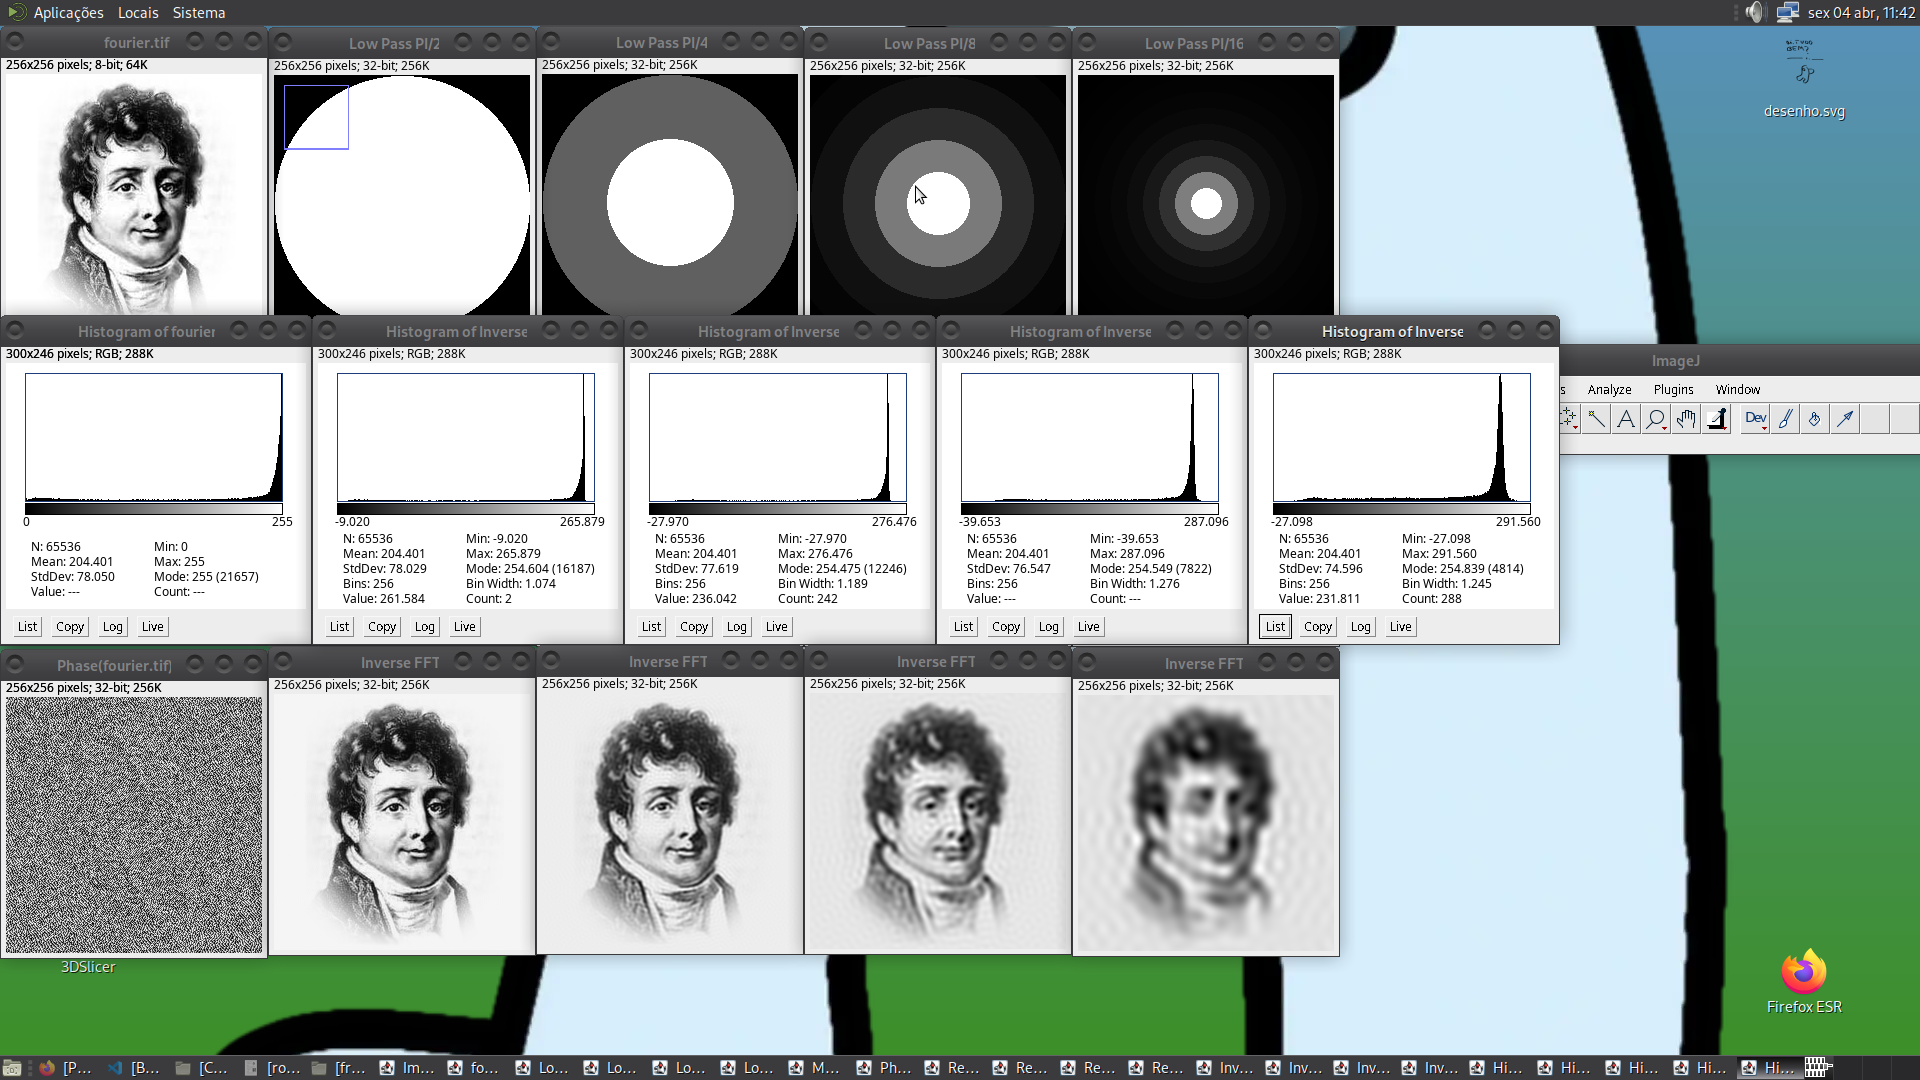 Aplicações Locais Sistema
sex 04 abr, 11:42
fourier.tif
256x256 pixels; 8-bit; 64K
Low Pass PI/2
256x256 pixels; 32-bit; 256K
Low Pass PI/4
256x256 pixels; 32-bit; 256K
Low Pass PI/8
256x256 pixels; 32-bit; 256K
Low Pass PI/16
256x256 pixels; 32-bit; 256K
desenho.svg
Histogram of fourier
300x246 pixels; RGB; 288K
0 255
N: 65536 Min: 0
Mean: 204.401 Max: 255
StdDev: 78.050 Mode: 255 (21657)
Value: --- Count: ---
List Copy Log Live
Histogram of Inverse
300x246 pixels; RGB; 288K
-9.020 265.879
N: 65536 Min: -9.020
Mean: 204.401 Max: 265.879
StdDev: 78.029 Mode: 254.604 (16187)
Bins: 256 Bin Width: 1.074
Value: 261.584 Count: 2
List Copy Log Live
Histogram of Inverse
300x246 pixels; RGB; 288K
-27.970 276.476
N: 65536 Min: -27.970
Mean: 204.401 Max: 276.476
StdDev: 77.619 Mode: 254.475 (12246)
Bins: 256 Bin Width: 1.189
Value: 236.042 Count: 242
List Copy Log Live
Histogram of Inverse
300x246 pixels; RGB; 288K
-39.653 287.096
N: 65536 Min: -39.653
Mean: 204.401 Max: 287.096
StdDev: 76.547 Mode: 254.549 (7822)
Bins: 256 Bin Width: 1.276
Value: --- Count: ---
List Copy Log Live
Histogram of Inverse
300x246 pixels; RGB; 288K
-27.098 291.560
N: 65536 Min: -27.098
Mean: 204.401 Max: 291.560
StdDev: 74.596 Mode: 254.839 (4814)
Bins: 256 Bin Width: 1.245
Value: 231.811 Count: 288
List Copy Log Live
ImageJ
s Analyze Plugins Window
A Dev
Phase(fourier.tif)
256x256 pixels; 32-bit; 256K
Inverse FFT
256x256 pixels; 32-bit; 256K
Inverse FFT
256x256 pixels; 32-bit; 256K
Inverse FFT
256x256 pixels; 32-bit; 256K
Inverse FFT
256x256 pixels; 32-bit; 256K
3DSlicer
Firefox ESR
[P... [B... [C... [ro... [fr... Im... fo... Lo... Lo... Lo... Lo... M... Ph... Re... Re... Re... Re... Inv... Inv... Inv... Inv... Hi... Hi... Hi... Hi... Hi...